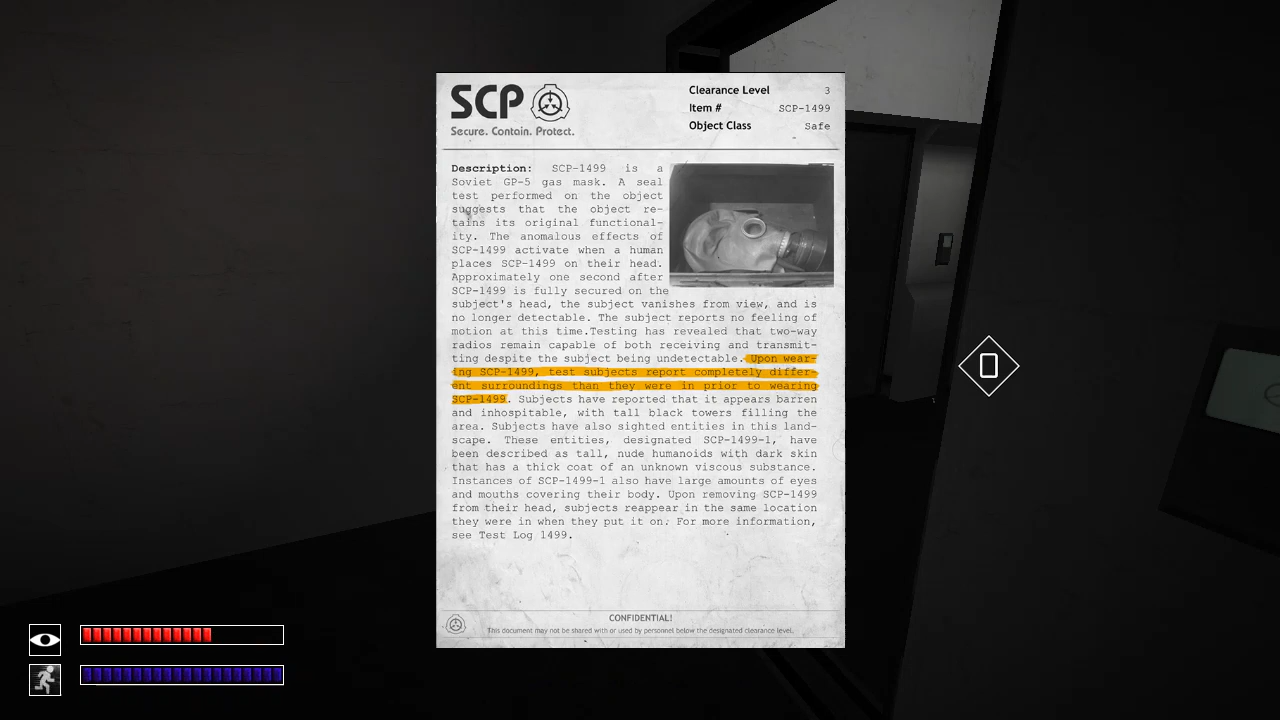 SCP
Secure. Contain. Protect.
Clearance Level 3
Item # SCP-1499
Object Class Safe
Description: SCP-1499 is a
Soviet GP-5 gas mask. A seal
test performed on the object
suggests that the object re-
tains its original functional-
ity. The anomalous effects of
SCP-1499 activate when a human
places SCP-1499 on their head.
Approximately one second after
SCP-1499 is fully secured on the
subject's head, the subject vanishes from view, and is
no longer detectable. The subject reports no feeling of
motion at this time.Testing has revealed that two-way
radios remain capable of both receiving and transmit-
ting despite the subject being undetectable. Upon wear-
ing SCP-1499, test subjects report completely differ-
ent surroundings than they were in prior to wearing
SCP-1499. Subjects have reported that it appears barren
and inhospitable, with tall black towers filling the
area. Subjects have also sighted entities in this land-
scape. These entities, designated SCP-1499-1, have
been described as tall, nude humanoids with dark skin
that has a thick coat of an unknown viscous substance.
Instances of SCP-1499-1 also have large amounts of eyes
and mouths covering their body. Upon removing SCP-1499
from their head, subjects reappear in the same location
they were in when they put it on. For more information,
see Test Log 1499.
CONFIDENTIAL!
This document may not be shared with or used by personnel below the designated clearance level.